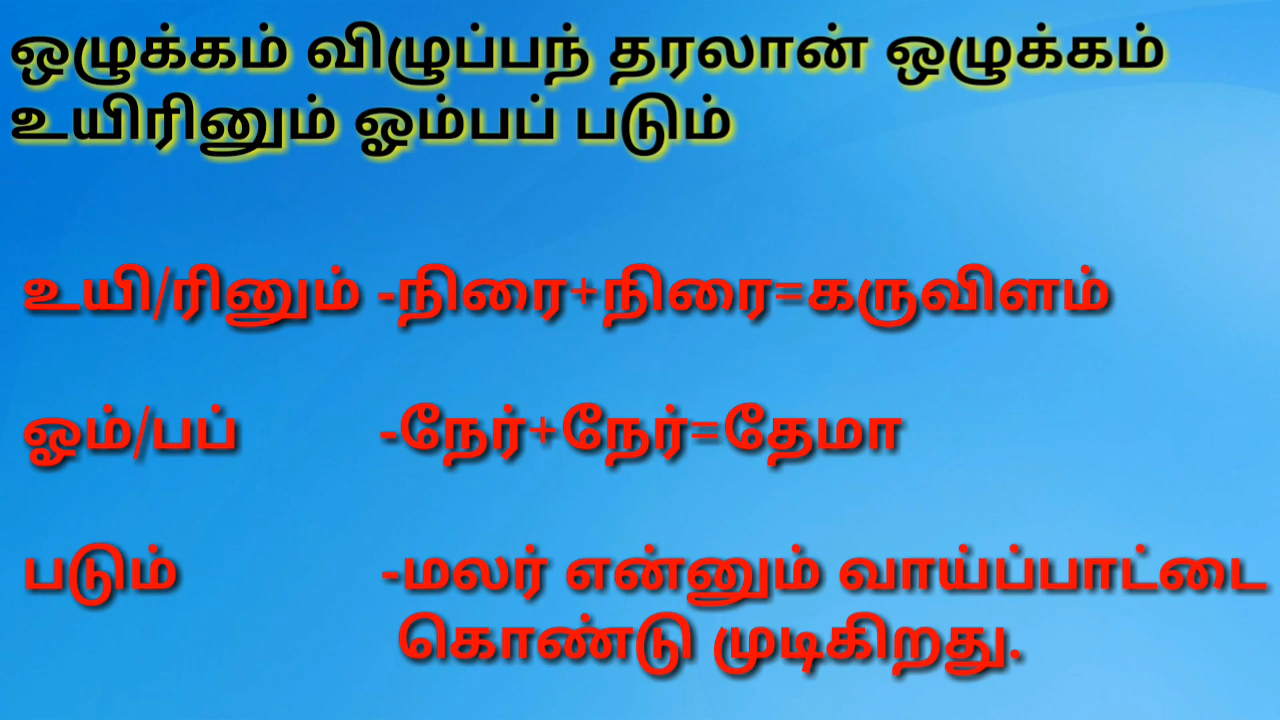 ஒழுக்கம் விழுப்பந் தரலான் ஒழுக்கம்
உயிரினும் ஓம்பப் படும்
உயி/ரினும் -நிரை+நிரை=கருவிளம்
ஓம்/பப் -நேர்+நேர்=தேமா
படும் -மலர் என்னும் வாய்ப்பாட்டை
கொண்டு முடிகிறது.